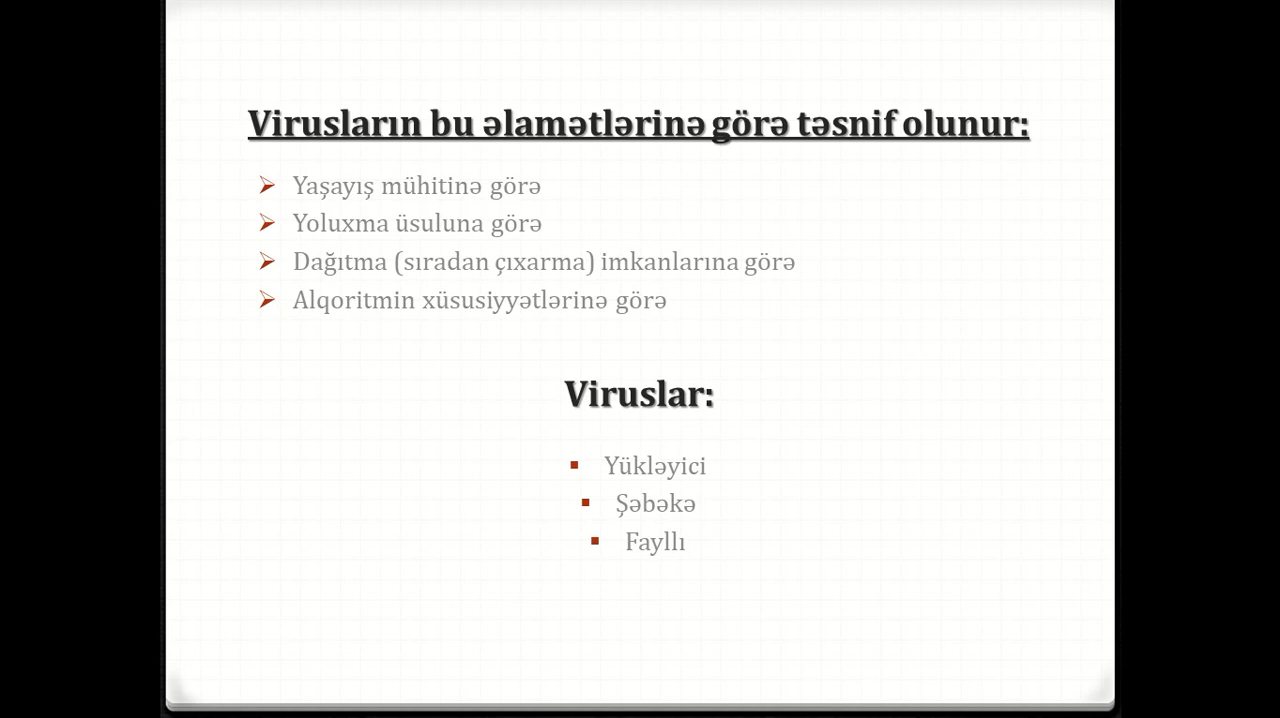 Virusların bu əlamətlərinə görə təsnif olunur:
Yaşayış mühitinə görə
Yoluxma üsuluna görə
Dağıtma (sıradan çıxarma) imkanlarına görə
Alqoritmin xüsusiyyətlərinə görə
Viruslar:
Yükləyici
Şəbəkə
Fayllı